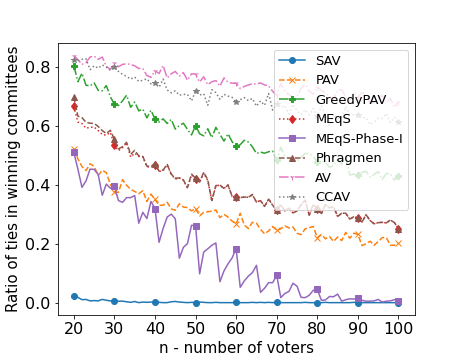 Ratio of ties in winning committees
0.8
0.6
0.4
0.2
0.0
20 30 40 50 60 70 80 90 100
n - number of voters
SAV
PAV
GreedyPAV
MEqS
MEqS-Phase-I
Phragmen
AV
CCAV